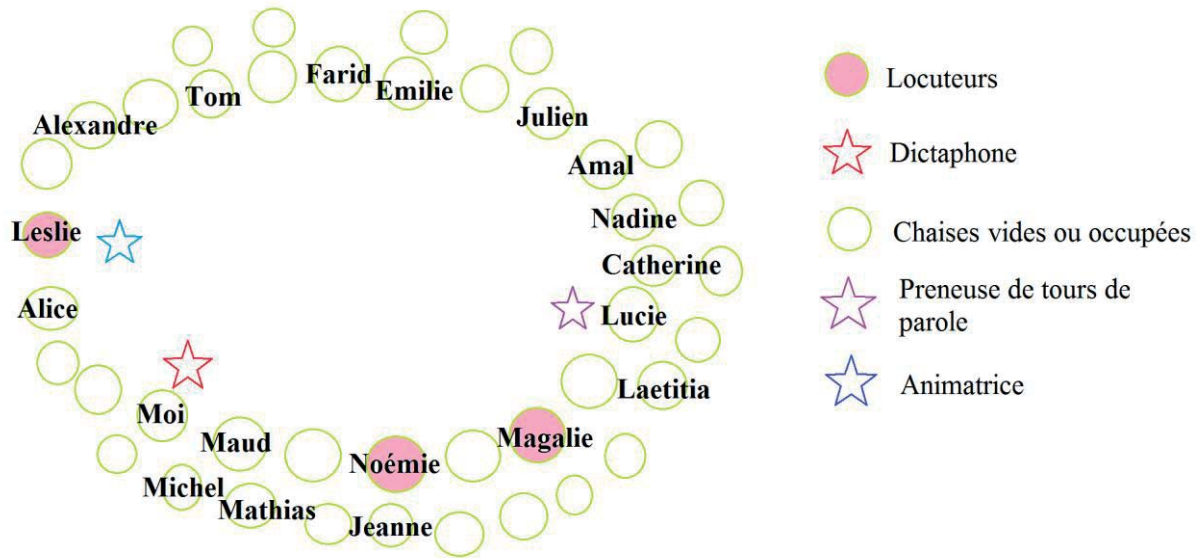 Farid
Emilie
Tom
Julien
Alexandre
Amal
Nadine
Leslie
Catherine
Alice
Lucie
Laetitia
Moi
Maud
Magalie
Noémie
Michel
Mathias
Jeanne
Locuteurs
Dictaphone
Chaises vides ou occupées
Preneuse de tours de
parole
Animatrice